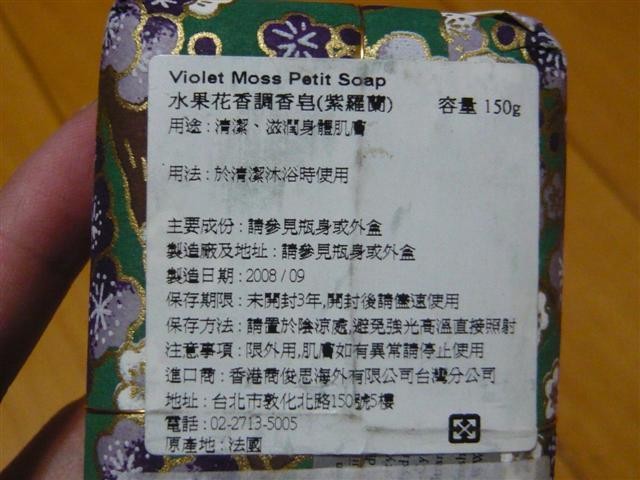 Violet Moss Petit Soap
水果花香調香皂(紫羅蘭) 容量 150g
用途 : 清潔、滋潤身體肌膚
用法 : 於清潔沐浴時使用
主要成份 : 請參見瓶身或外盒
製造廠及地址 : 請參見瓶身或外盒
製造日期 : 2008 / 09
保存期限 : 未開封3年,開封後請儘速使用
保存方法 : 請置於陰涼處,避免強光高溫直接照射
注意事項 : 限外用,肌膚如有異常請停止使用
進口商 : 香港商俊思海外有限公司台灣分公司
地址 : 台北市敦化北路150號5樓
電話 : 02-2713-5005
原產地 : 法國